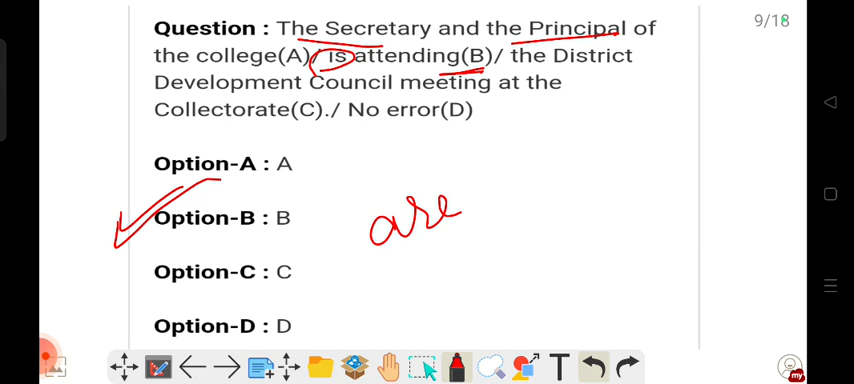 Question : The Secretary and the Principal of
the college(A)/ is attending(B)/ the District
Development Council meeting at the
Collectorate(C)./ No error(D)
9/18
Option-A : A
Option-B : B
are
Option-C : C
Option-D : D
T
my